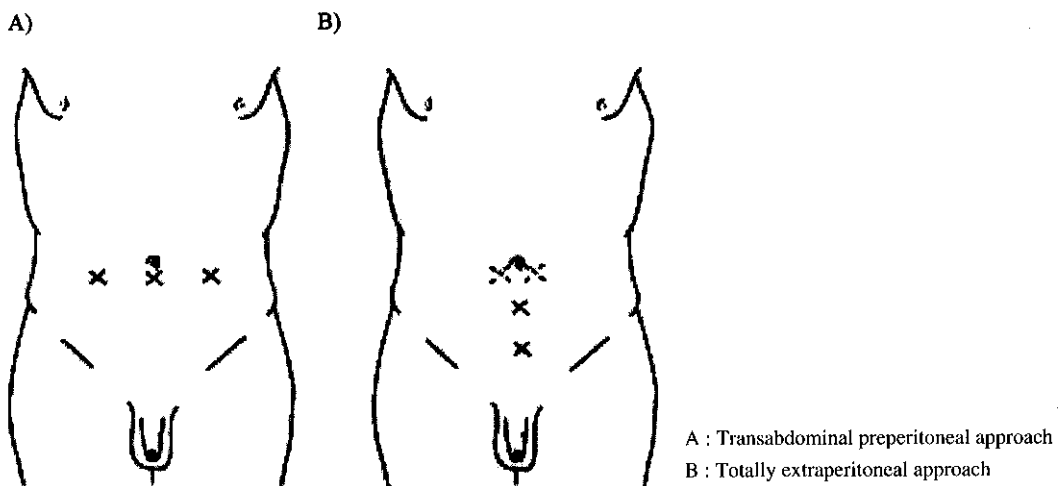 A)
B)
A : Transabdominal preperitoneal approach
B : Totally extraperitoneal approach